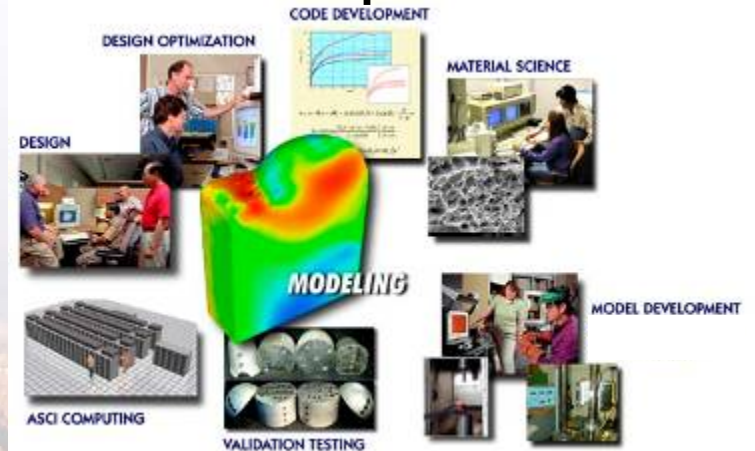 CODE DEVELOPMENT
DESIGN OPTIMIZATION
MATERIAL SCIENCE
DESIGN
MODELING
MODEL DEVELOPMENT
ASCI COMPUTING
VALIDATION TESTING